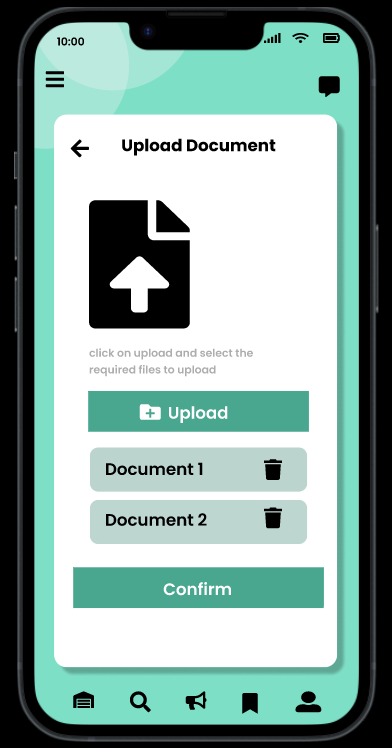 10:00
Upload Document
click on upload and select the
required files to upload
Upload
Document 1
Document 2
Confirm